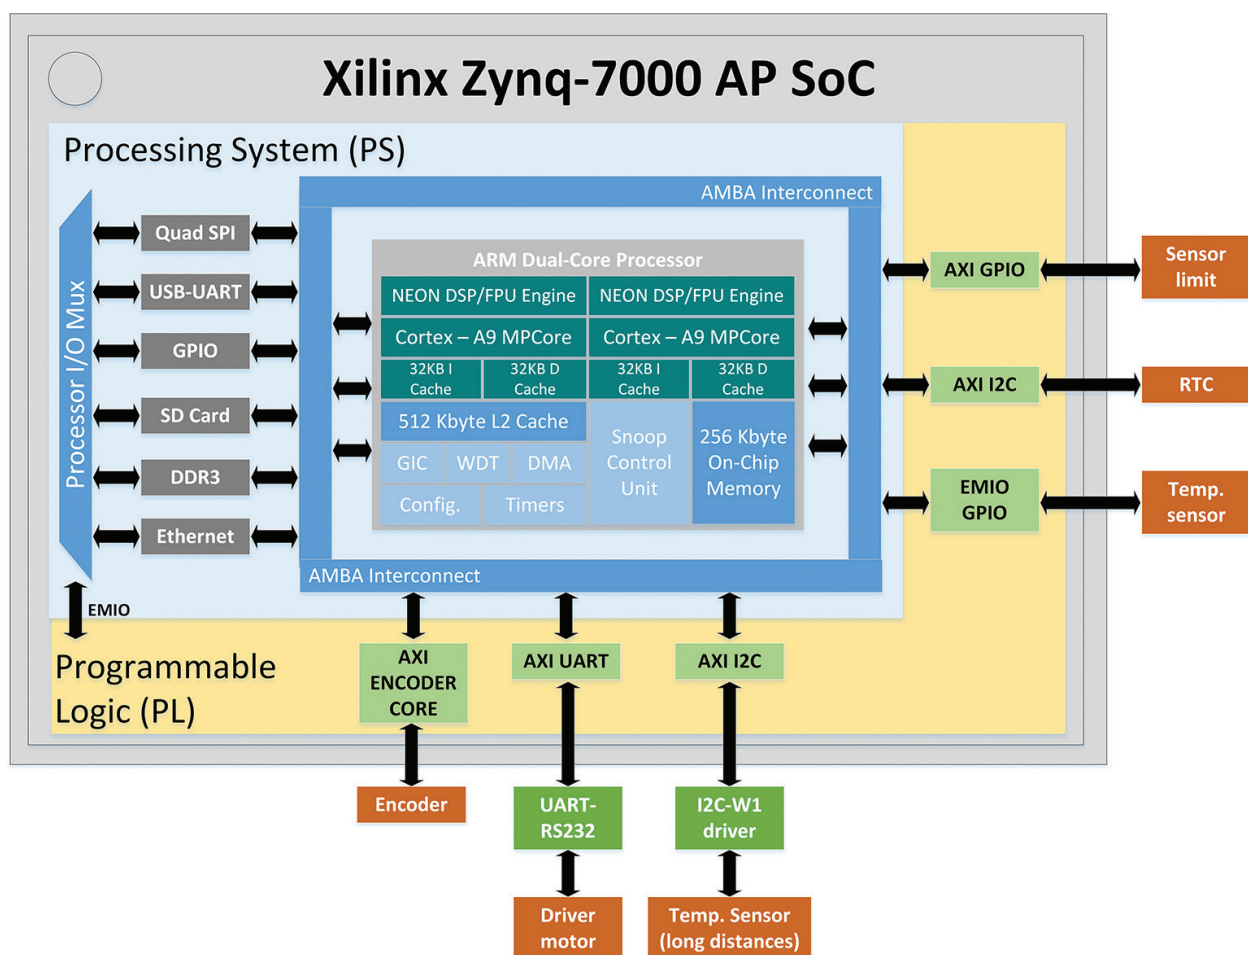 Xilinx Zynq-7000 AP SoC
Processing System (PS)
AMBA Interconnect
Processor I/O Mux
Quad SPI
USB-UART
GPIO
SD Card
DDR3
Ethernet
EMIO
ARM Dual-Core Processor
NEON DSP/FPU Engine
NEON DSP/FPU Engine
Cortex – A9 MPCore
Cortex – A9 MPCore
32KB I
Cache
32KB D
Cache
32KB I
Cache
32KB D
Cache
512 Kbyte L2 Cache
GIC
WDT
DMA
Config.
Timers
Snoop
Control
Unit
256 Kbyte
On-Chip
Memory
AMBA Interconnect
AXI GPIO
Sensor
limit
AXI I2C
RTC
EMIO
GPIO
Temp.
sensor
Programmable
Logic (PL)
AXI
ENCODER
CORE
AXI UART
AXI I2C
Encoder
UART-
RS232
I2C-W1
driver
Driver
motor
Temp. Sensor
(long distances)